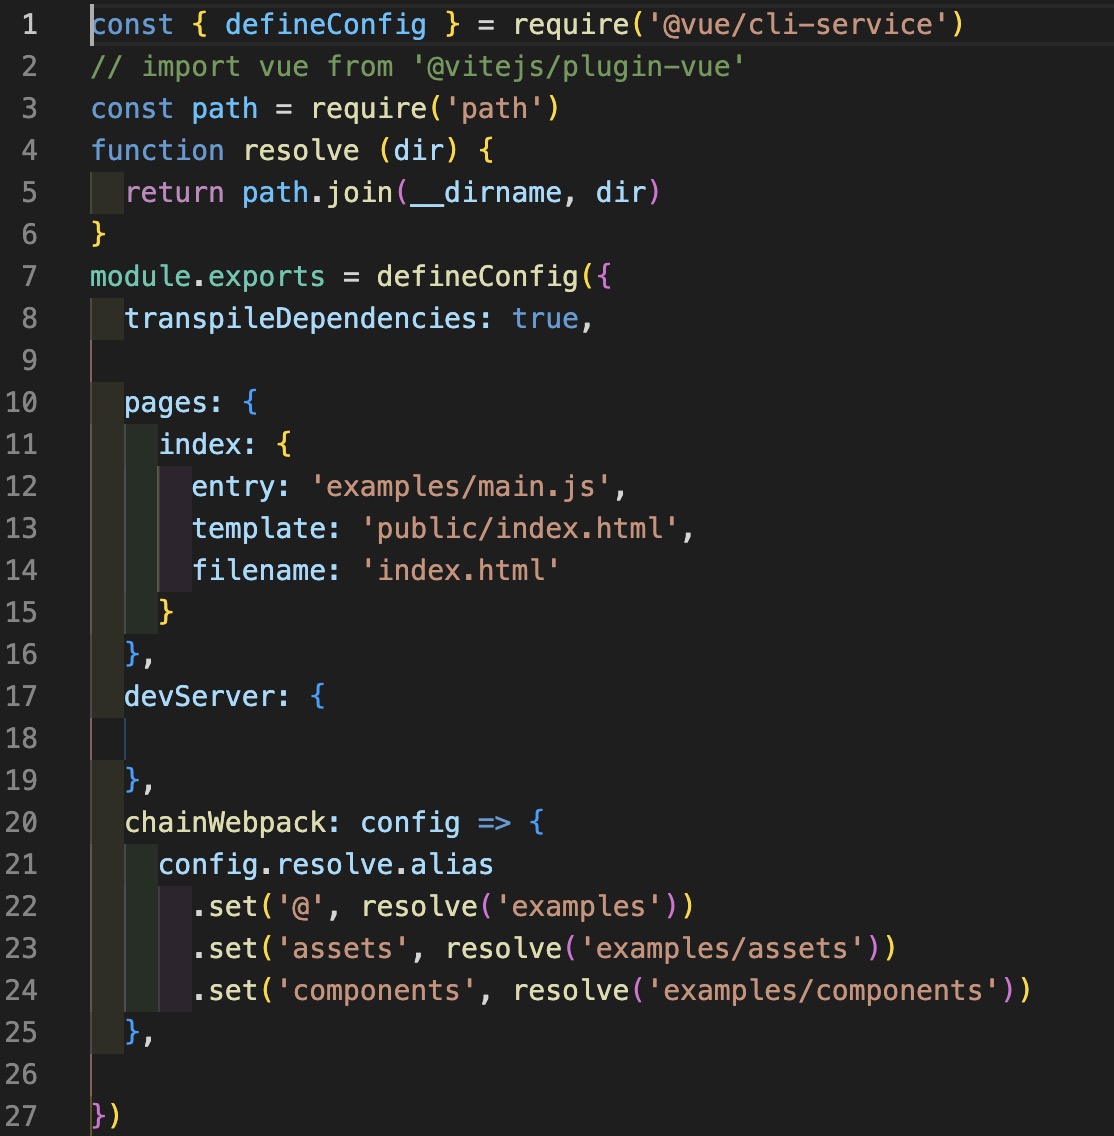 1 const { defineConfig } = require('@vue/cli-service')
2 // import vue from '@vitejs/plugin-vue'
3 const path = require('path')
4 function resolve (dir) {
5   return path.join(__dirname, dir)
6 }
7 module.exports = defineConfig({
8   transpileDependencies: true,
9
10   pages: {
11     index: {
12       entry: 'examples/main.js',
13       template: 'public/index.html',
14       filename: 'index.html'
15     }
16   },
17   devServer: {
18
19   },
20   chainWebpack: config => {
21     config.resolve.alias
22       .set('@', resolve('examples'))
23       .set('assets', resolve('examples/assets'))
24       .set('components', resolve('examples/components'))
25   },
26
27 })